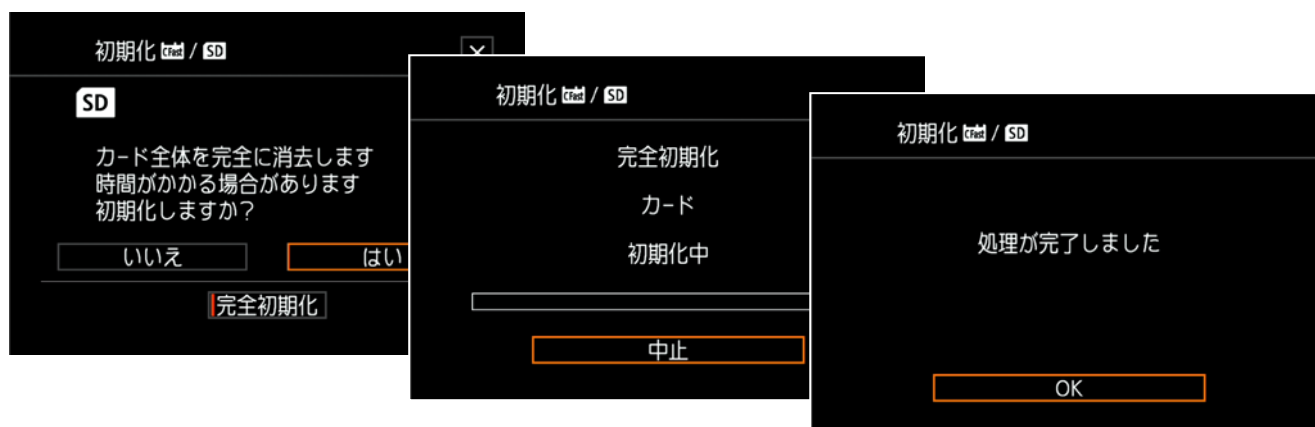 初期化 CFast / SD
×
SD
カード全体を完全に消去します
時間がかかる場合があります
初期化しますか?
いいえ
はい
完全初期化
初期化 CFast / SD
完全初期化
カード
初期化中
中止
初期化 CFast / SD
処理が完了しました
OK